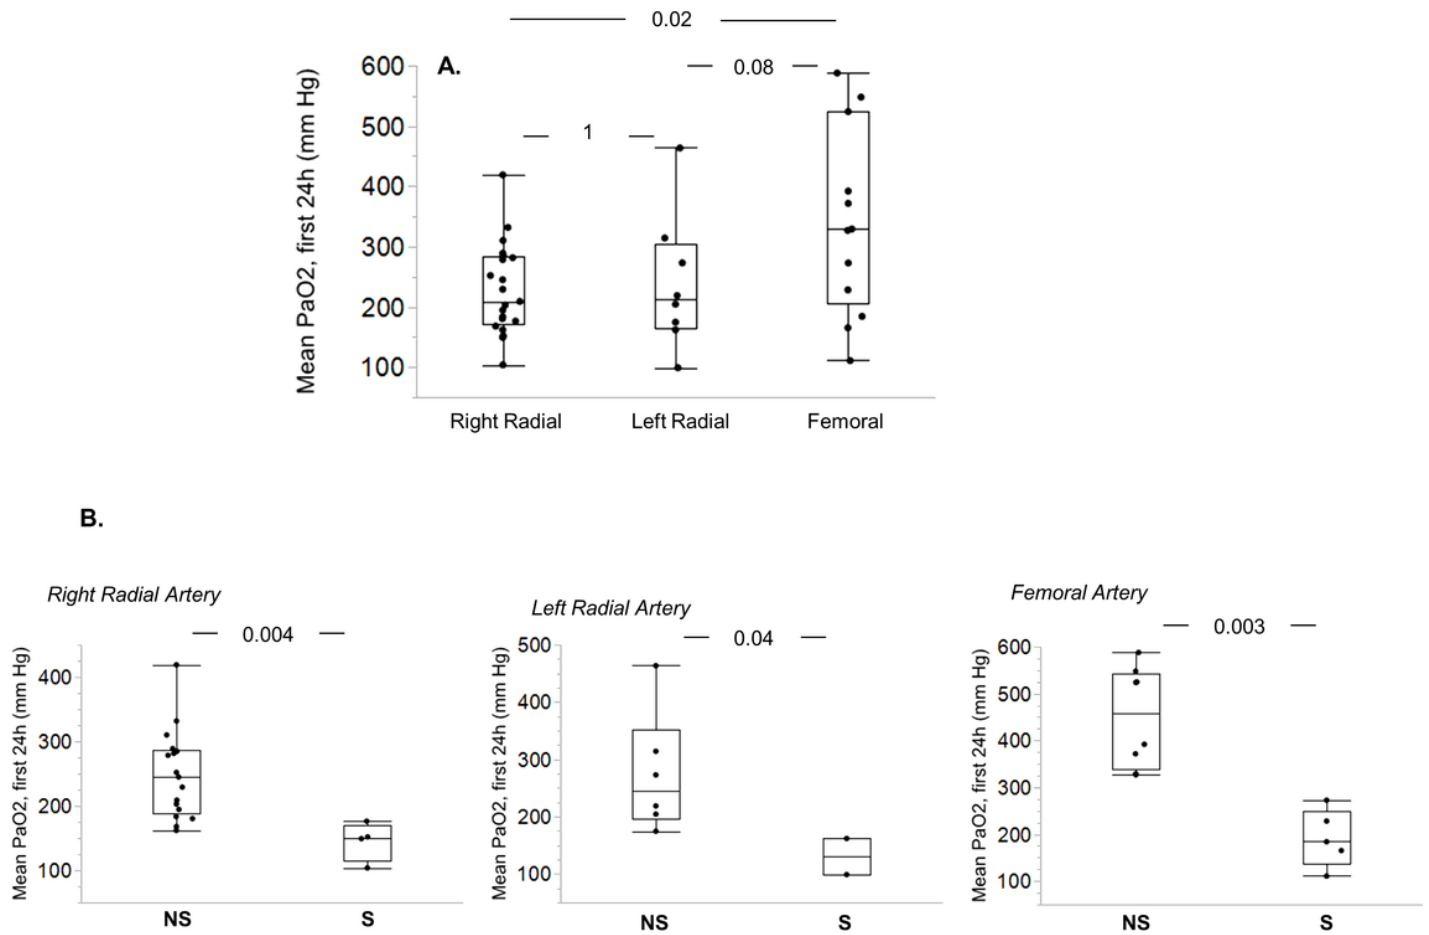 0.02
A.
0.08
1
Mean PaO2, first 24h (mm Hg)
600
500
400
300
200
100
Right Radial Left Radial Femoral
B.
Right Radial Artery
0.004
Mean PaO2, first 24h (mm Hg)
400
300
200
100
NS S
Left Radial Artery
0.04
Mean PaO2, first 24h (mm Hg)
500
400
300
200
100
NS S
Femoral Artery
0.003
Mean PaO2, first 24h (mm Hg)
600
500
400
300
200
100
NS S